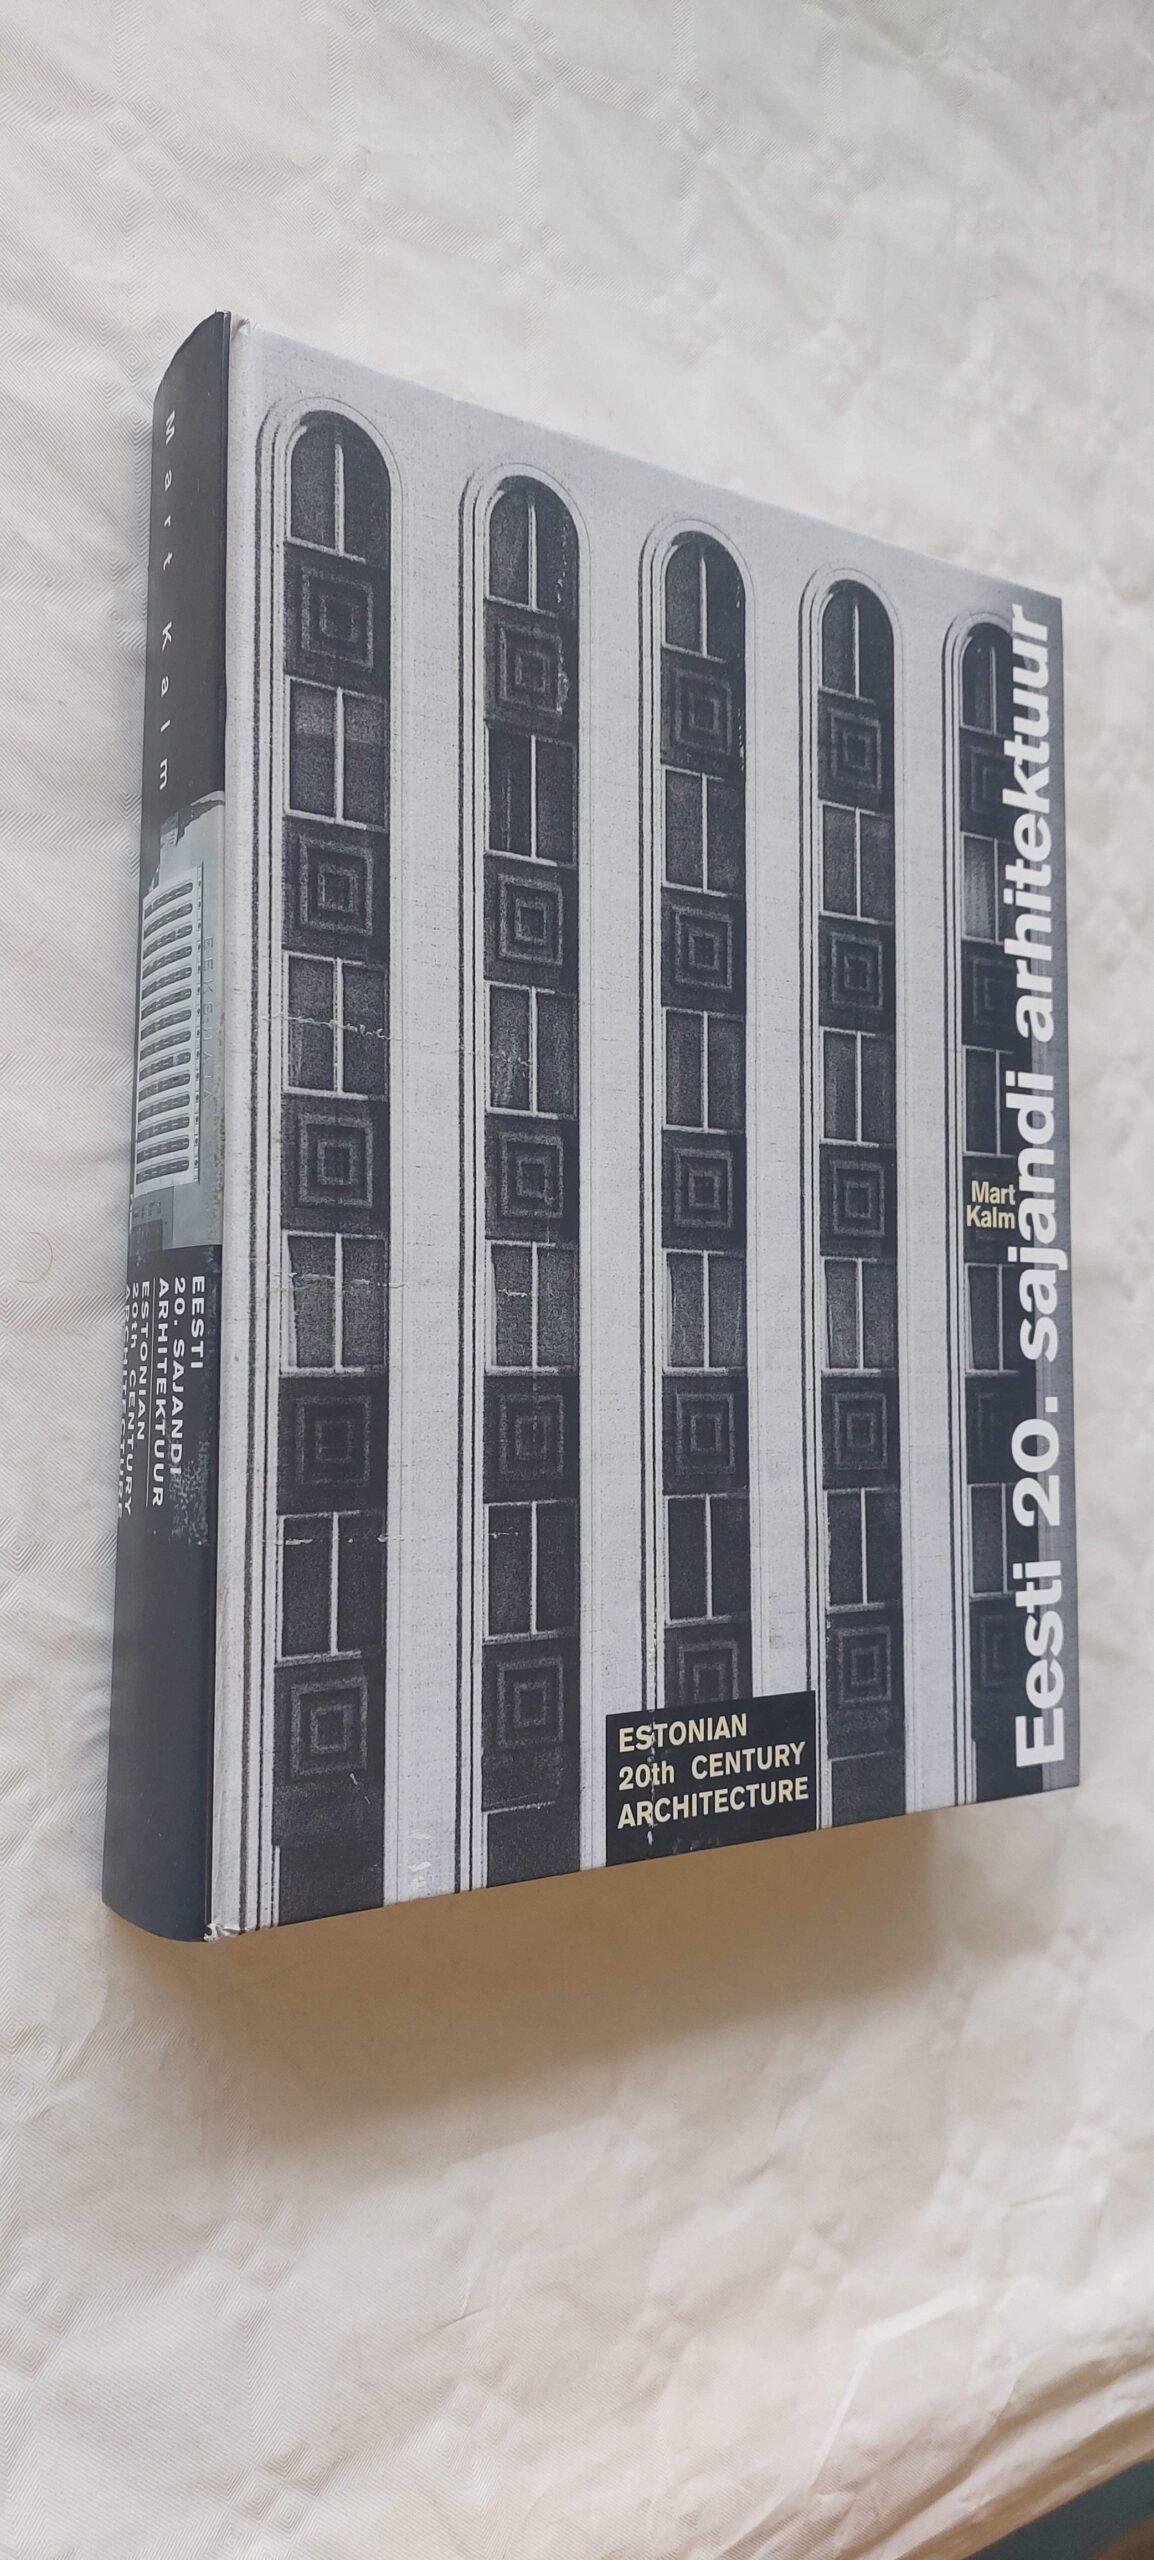 Mart Kalm
EESTI
20. SAJANDI
ARHITEKTUUR
ESTONIAN
20th CENTURY
ARCHITECTURE
Eesti 20. sajandi arhitektuur
Mart
Kalm
ESTONIAN
20th CENTURY
ARCHITECTURE